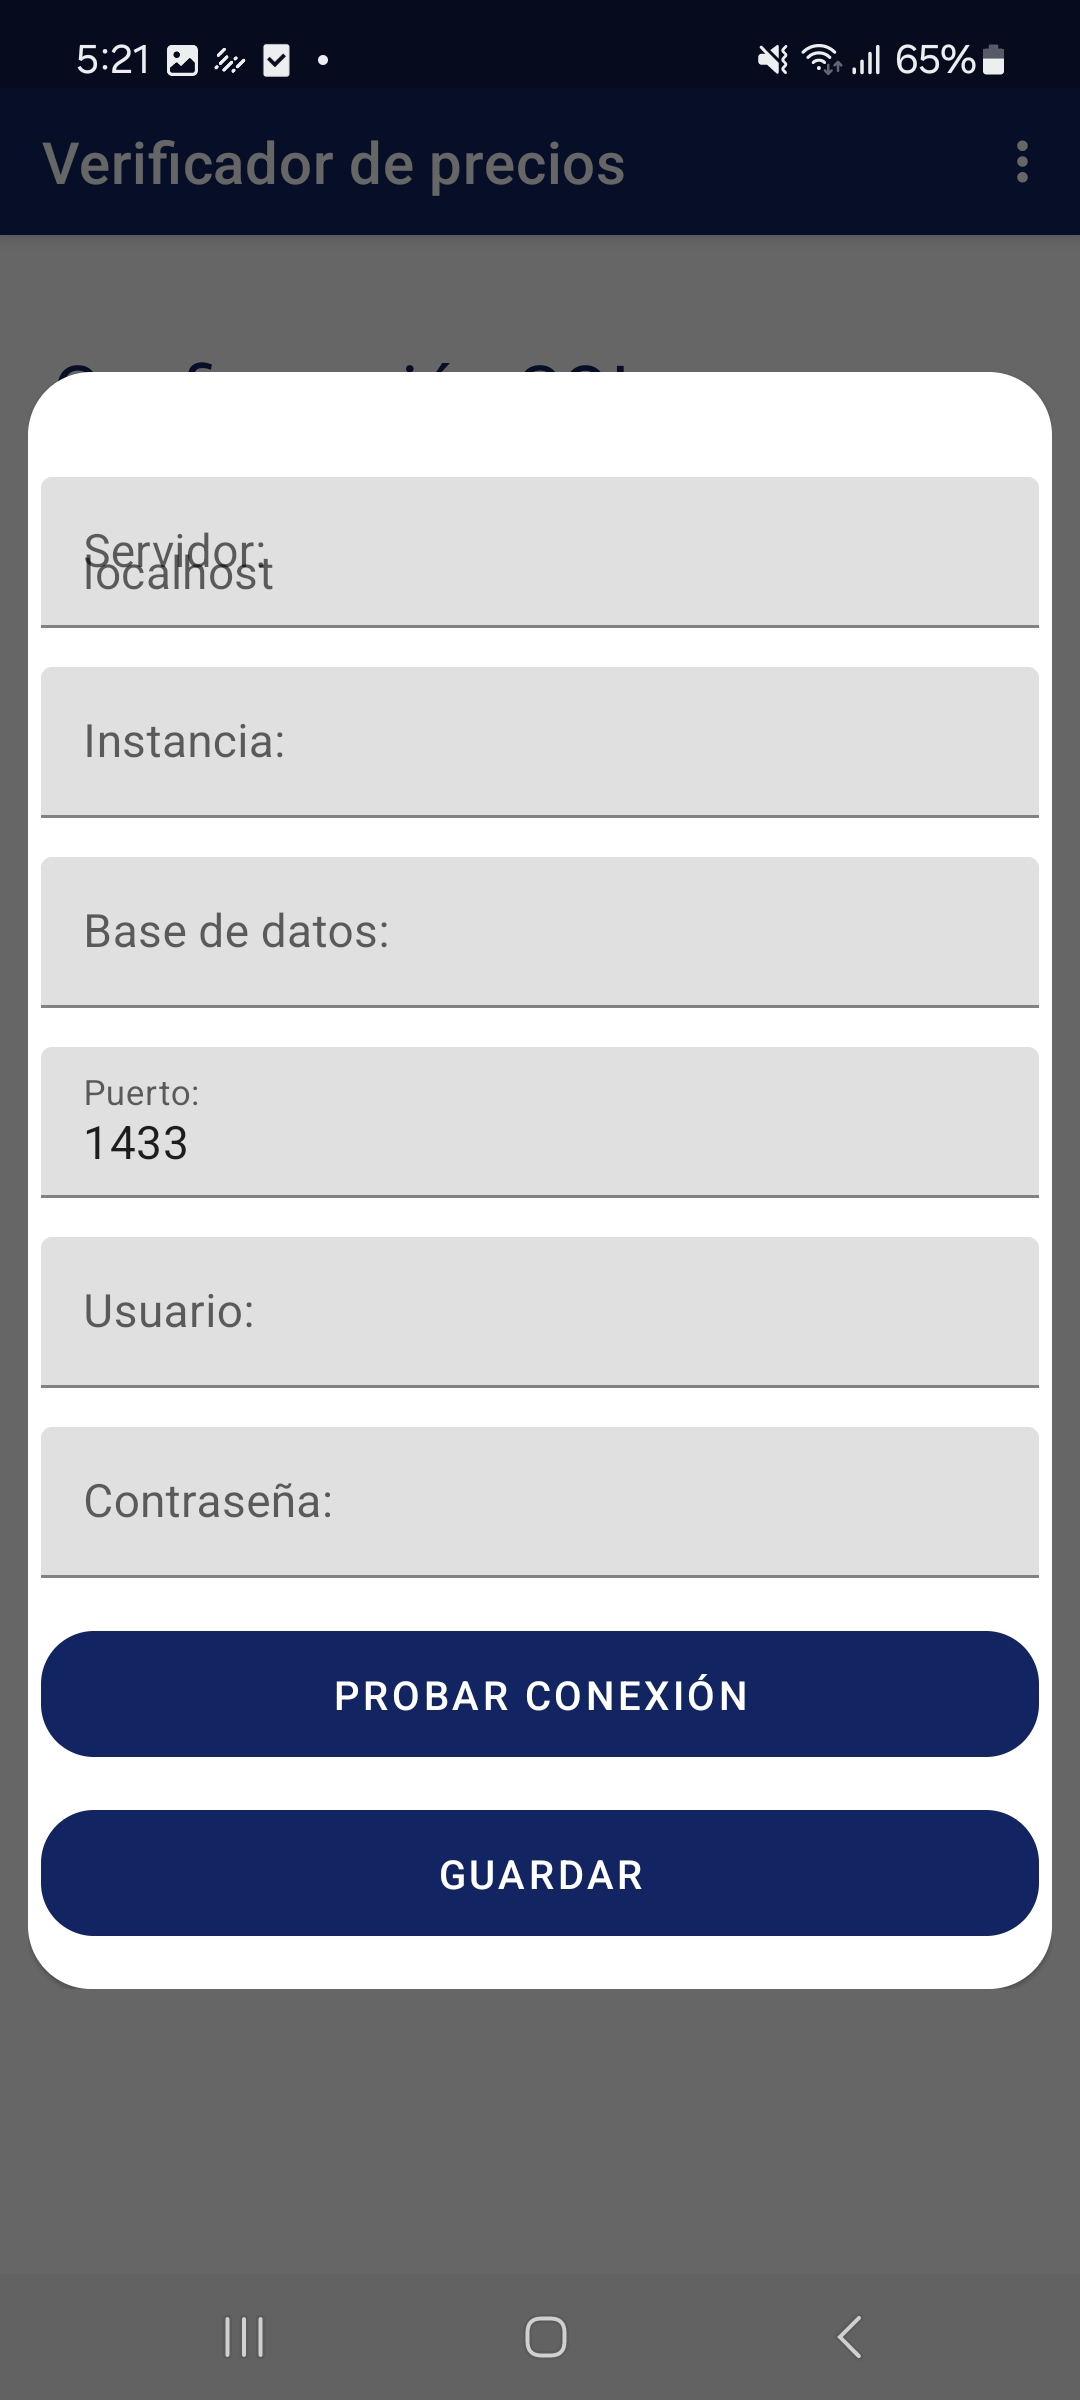 5:21 65%
Verificador de precios
Servidor:
localhost
Instancia:
Base de datos:
Puerto:
1433
Usuario:
Contraseña:
PROBAR CONEXIÓN
GUARDAR